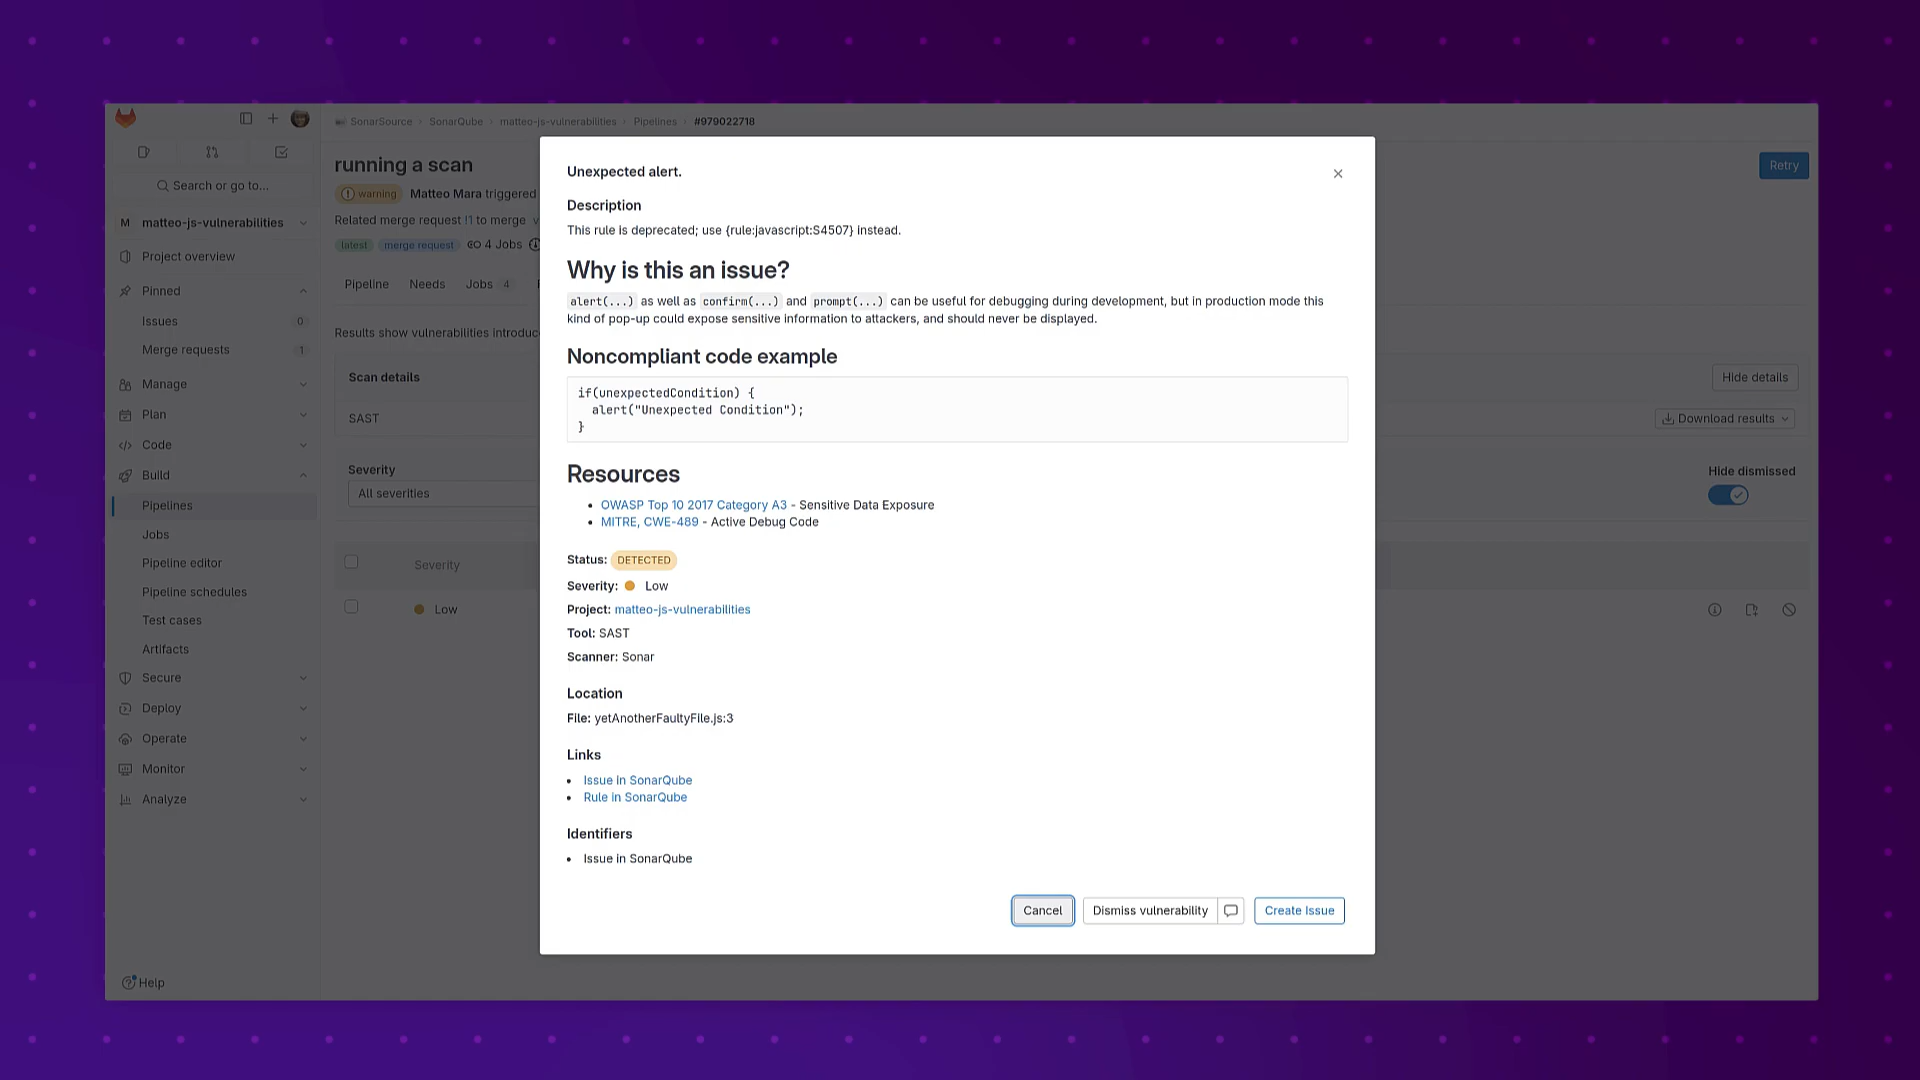 SonarSource › SonarQube › matteo-js-vulnerabilities › Pipelines › #979022718
Search or go to...
M matteo-js-vulnerabilities
Project overview
Pinned
Issues 0
Merge requests 1
Manage
Plan
Code
Build
Pipelines
Jobs
Pipeline editor
Pipeline schedules
Test cases
Artifacts
Secure
Deploy
Operate
Monitor
Analyze
Help
running a scan
Retry
warning Matteo Mara triggered
Related merge request !1 to merge
latest merge request 4 Jobs
Pipeline Needs Jobs 4
Results show vulnerabilities introduc
Scan details
Hide details
SAST
Download results
Severity
All severities
Hide dismissed
Severity
Low
Unexpected alert.
Description
This rule is deprecated; use {rule:javascript:S4507} instead.
Why is this an issue?
alert(...) as well as confirm(...) and prompt(...) can be useful for debugging during development, but in production mode this
kind of pop-up could expose sensitive information to attackers, and should never be displayed.
Noncompliant code example
if(unexpectedCondition) {
  alert("Unexpected Condition");
}
Resources
• OWASP Top 10 2017 Category A3 - Sensitive Data Exposure
• MITRE, CWE-489 - Active Debug Code
Status: DETECTED
Severity: Low
Project: matteo-js-vulnerabilities
Tool: SAST
Scanner: Sonar
Location
File: yetAnotherFaultyFile.js:3
Links
• Issue in SonarQube
• Rule in SonarQube
Identifiers
• Issue in SonarQube
Cancel Dismiss vulnerability Create Issue